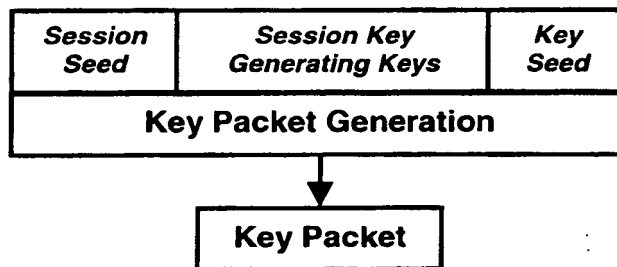 Session
Seed
Session Key
Generating Keys
Key
Seed
Key Packet Generation
Key Packet